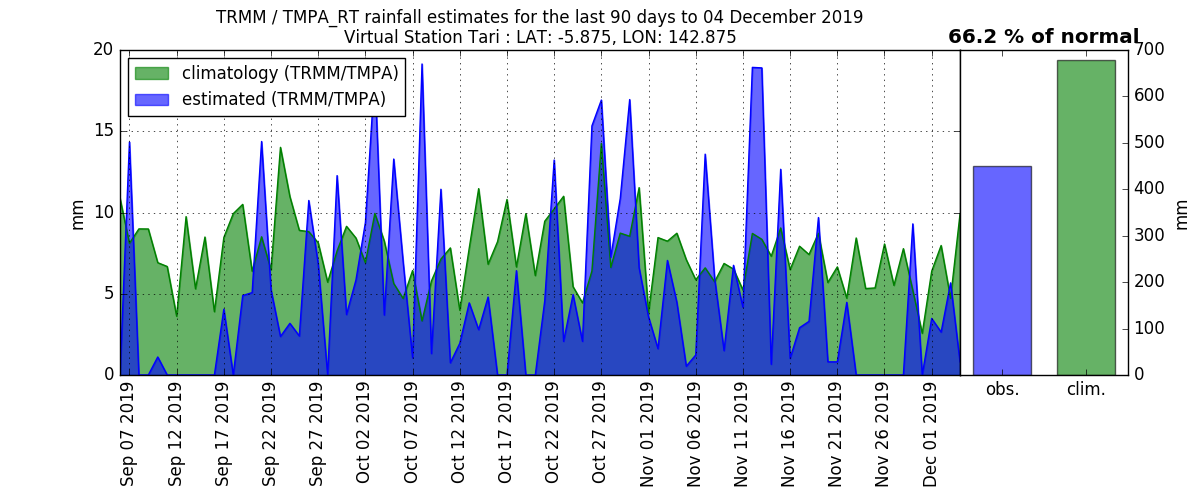 TRMM / TMPA_RT rainfall estimates for the last 90 days to 04 December 2019
Virtual Station Tari : LAT: -5.875, LON: 142.875
66.2 % of normal
climatology (TRMM/TMPA)
estimated (TRMM/TMPA)
mm
20
15
10
5
0
Sep 07 2019
Sep 12 2019
Sep 17 2019
Sep 22 2019
Sep 27 2019
Oct 02 2019
Oct 07 2019
Oct 12 2019
Oct 17 2019
Oct 22 2019
Oct 27 2019
Nov 01 2019
Nov 06 2019
Nov 11 2019
Nov 16 2019
Nov 21 2019
Nov 26 2019
Dec 01 2019
obs.
clim.
700
600
500
400
300
200
100
0
mm